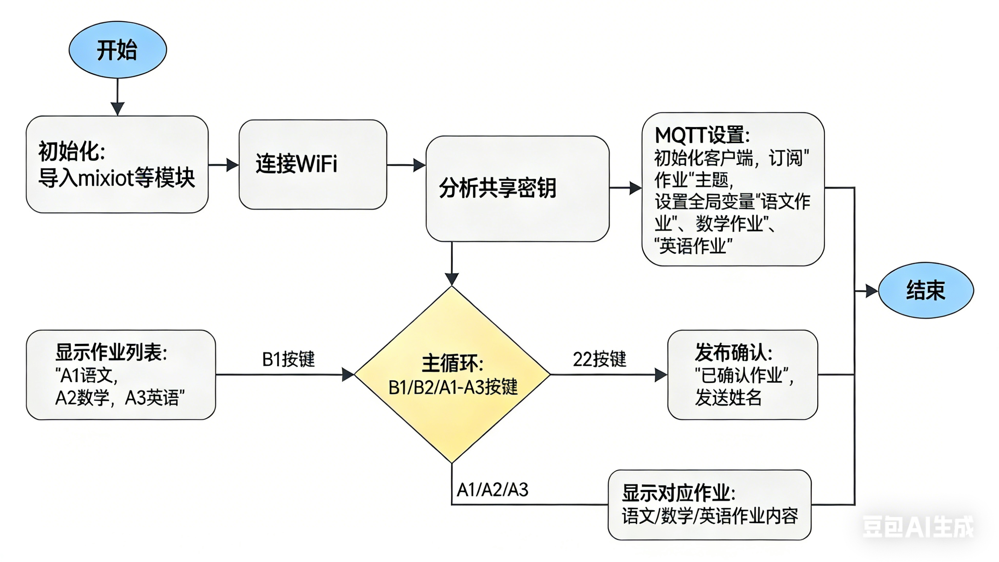 开始
初始化:
导入mixiot等模块
连接WiFi
分析共享密钥
MQTT设置:
初始化客户端，订阅"
作业"主题，
设置全局变量"语文作
业"、数学作业"、
"英语作业"
结束
显示作业列表:
"A1语文，
A2数学，A3英语"
B1按键
主循环:
B1/B2/A1-A3按键
22按键
发布确认:
"已确认作业"，
发送姓名
A1/A2/A3
显示对应作业:
语文/数学/英语作业内容
豆包AI生成